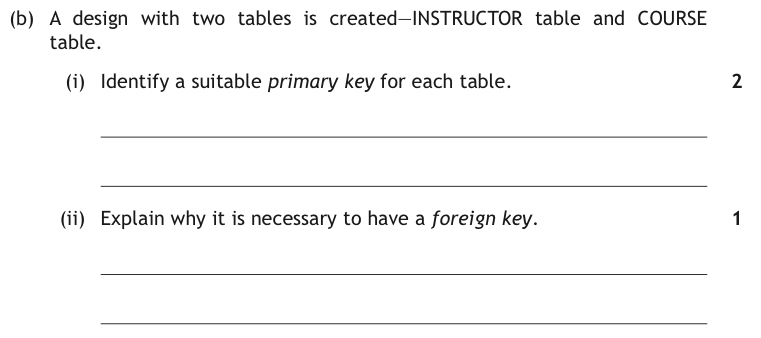 (b) A design with two tables is created—INSTRUCTOR table and COURSE
table.
(i) Identify a suitable primary key for each table. 2
(ii) Explain why it is necessary to have a foreign key. 1